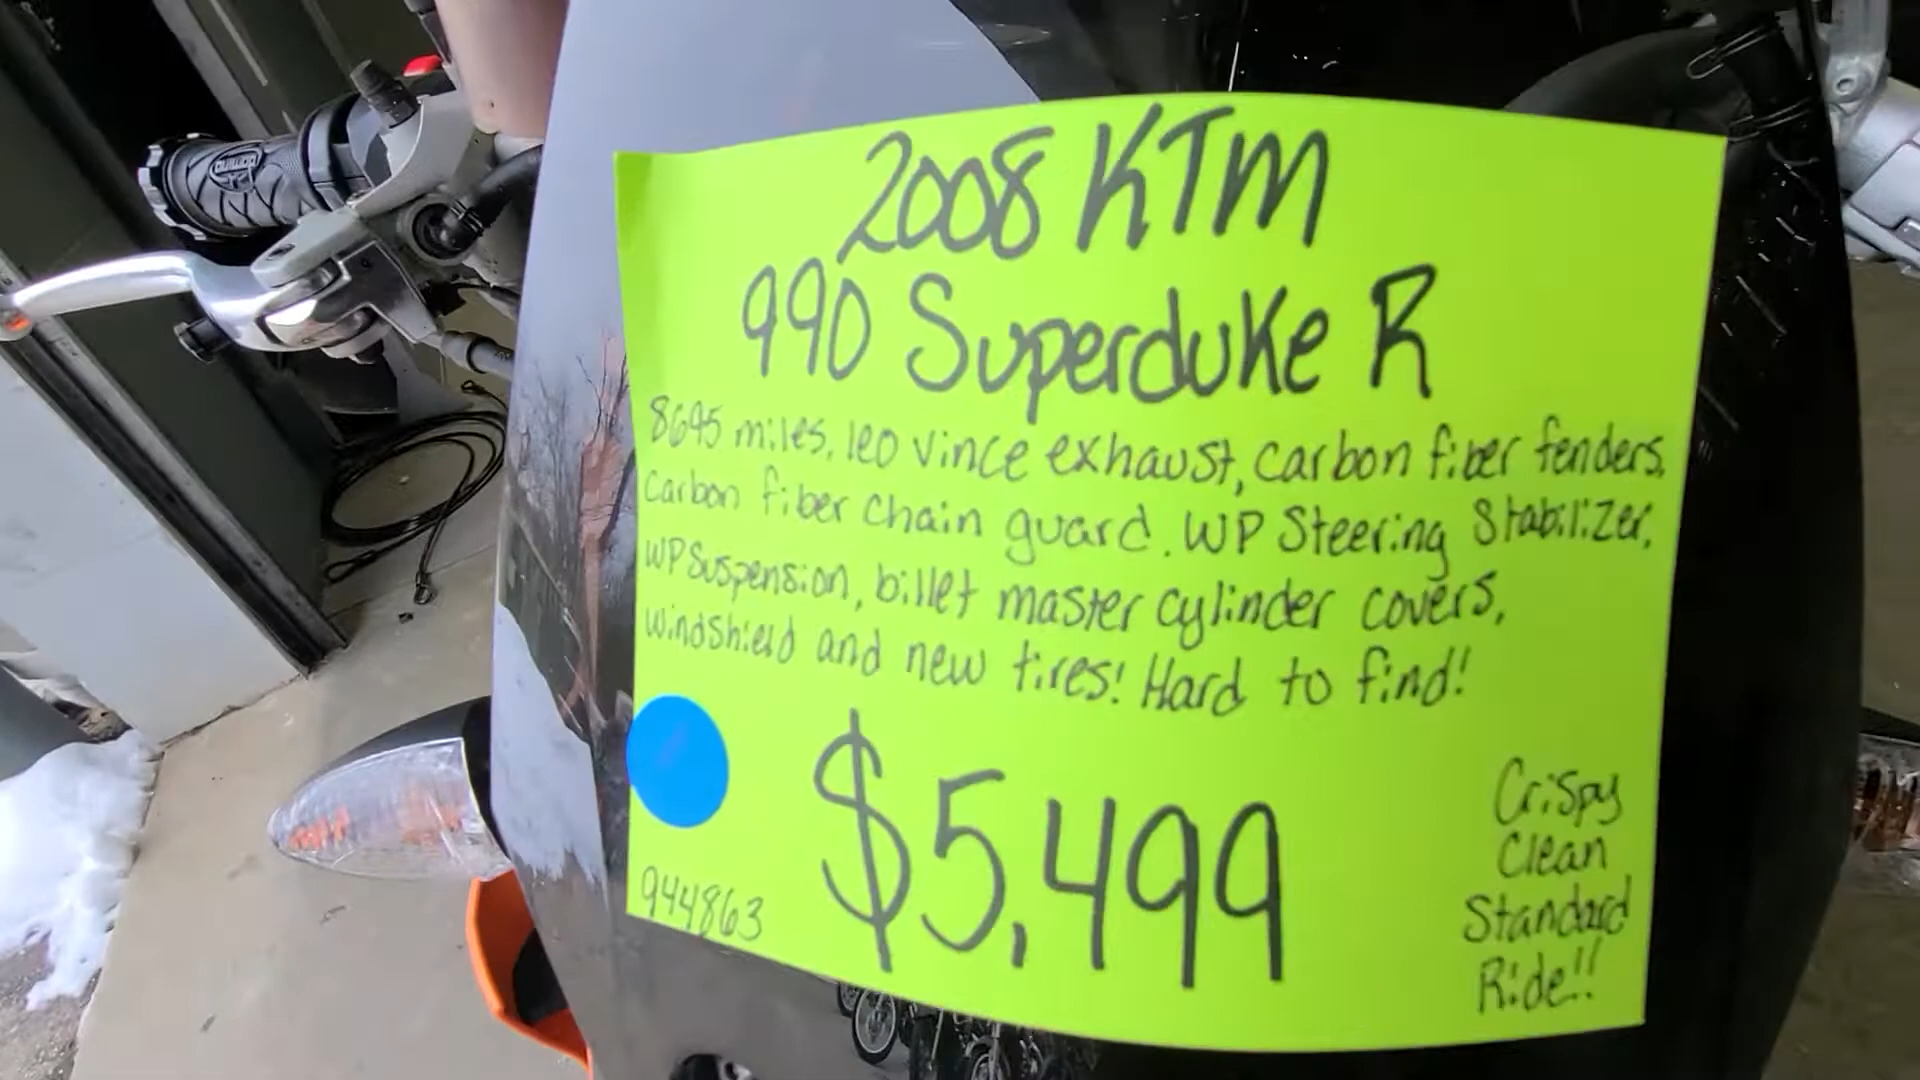 domino
2008 KTM
990 Superduke R
8695 miles, leo vince exhaust, carbon fiber fenders,
carbon fiber chain guard. WP Steering Stabilizer,
WP Suspension, billet master cylinder covers,
windshield and new tires! Hard to find!
$5,499
944863
Crispy
Clean
Standard
Ride!!